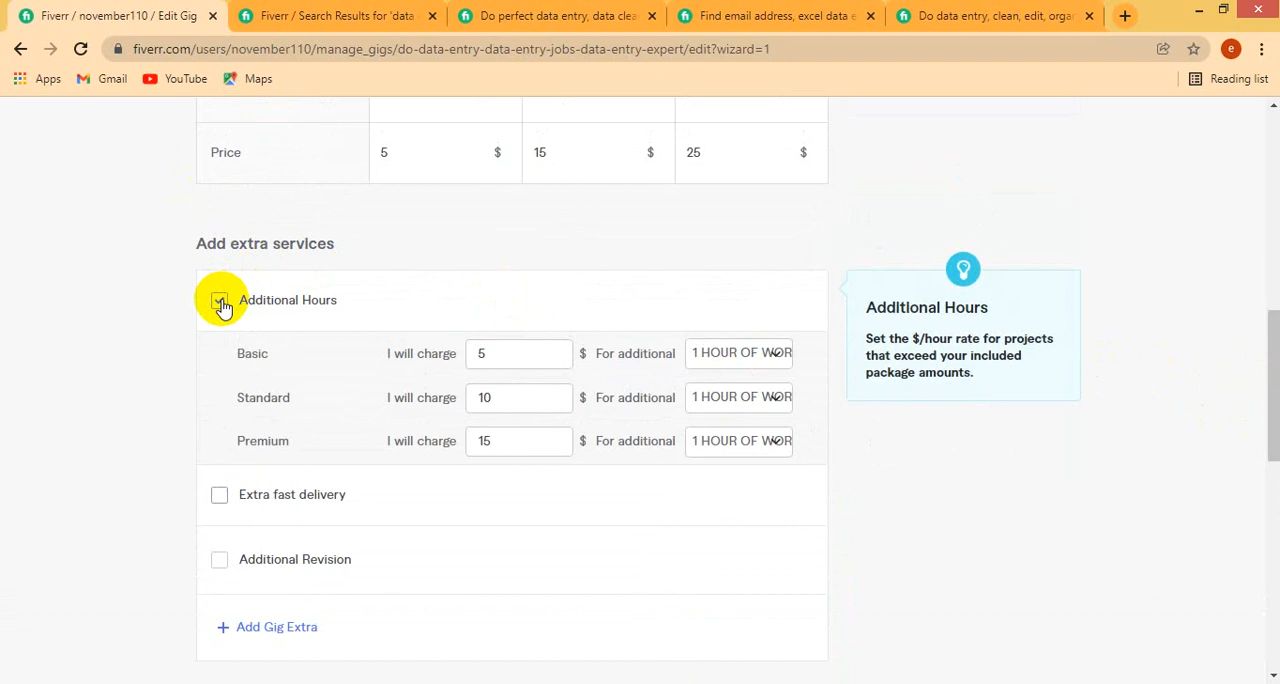 Fiverr / november110 / Edit Gig
Fiverr / Search Results for 'data
Do perfect data entry, data clea
Find email address, excel data e
Do data entry, clean, edit, orga
fiverr.com/users/november110/manage_gigs/do-data-entry-data-entry-jobs-data-entry-expert/edit?wizard=1
e
Apps Gmail YouTube Maps Reading list
Price 5 $ 15 $ 25 $
Add extra services
Additional Hours
Basic I will charge 5 $ For additional 1 HOUR OF WOR
Standard I will charge 10 $ For additional 1 HOUR OF WOR
Premium I will charge 15 $ For additional 1 HOUR OF WOR
Extra fast delivery
Additional Revision
+ Add Gig Extra
Additional Hours
Set the $/hour rate for projects
that exceed your included
package amounts.